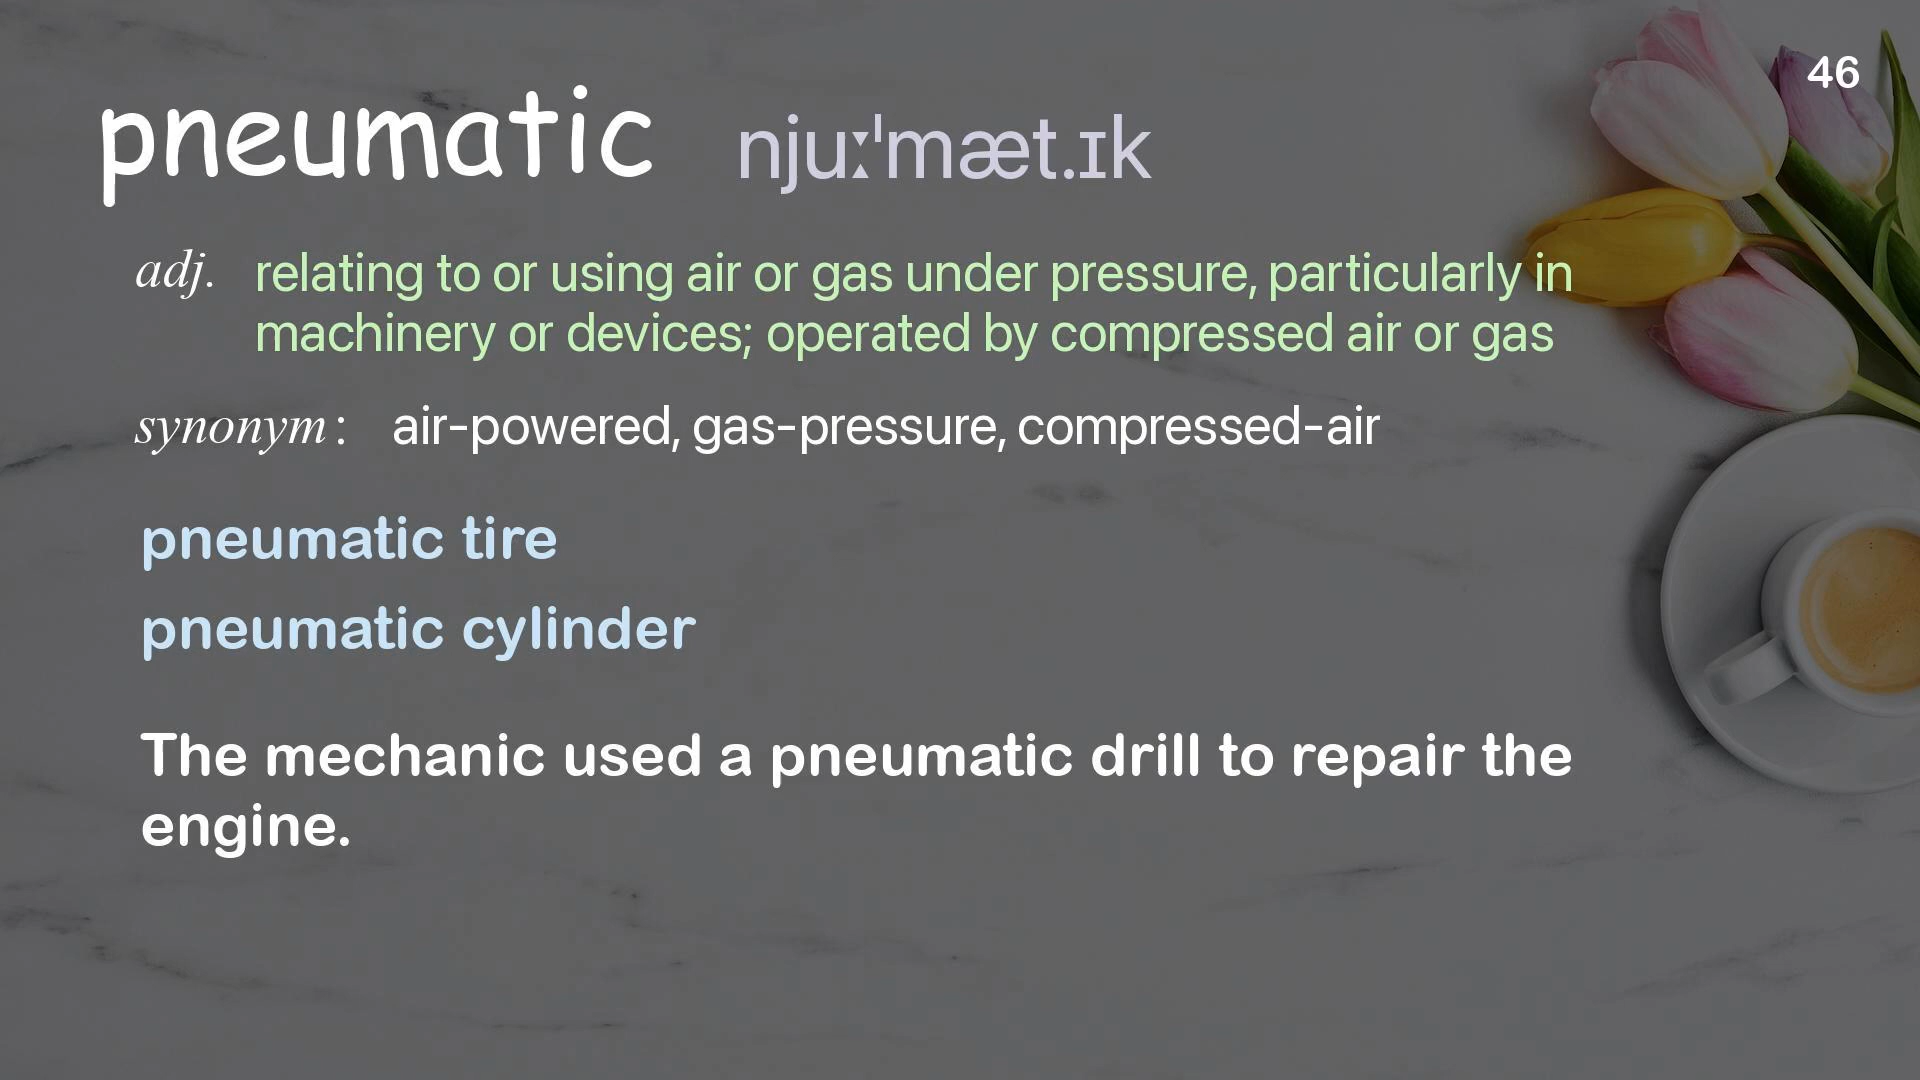 46
pneumatic njuːˈmæt.ɪk
adj. relating to or using air or gas under pressure, particularly in
machinery or devices; operated by compressed air or gas
synonym : air-powered, gas-pressure, compressed-air
pneumatic tire
pneumatic cylinder
The mechanic used a pneumatic drill to repair the
engine.